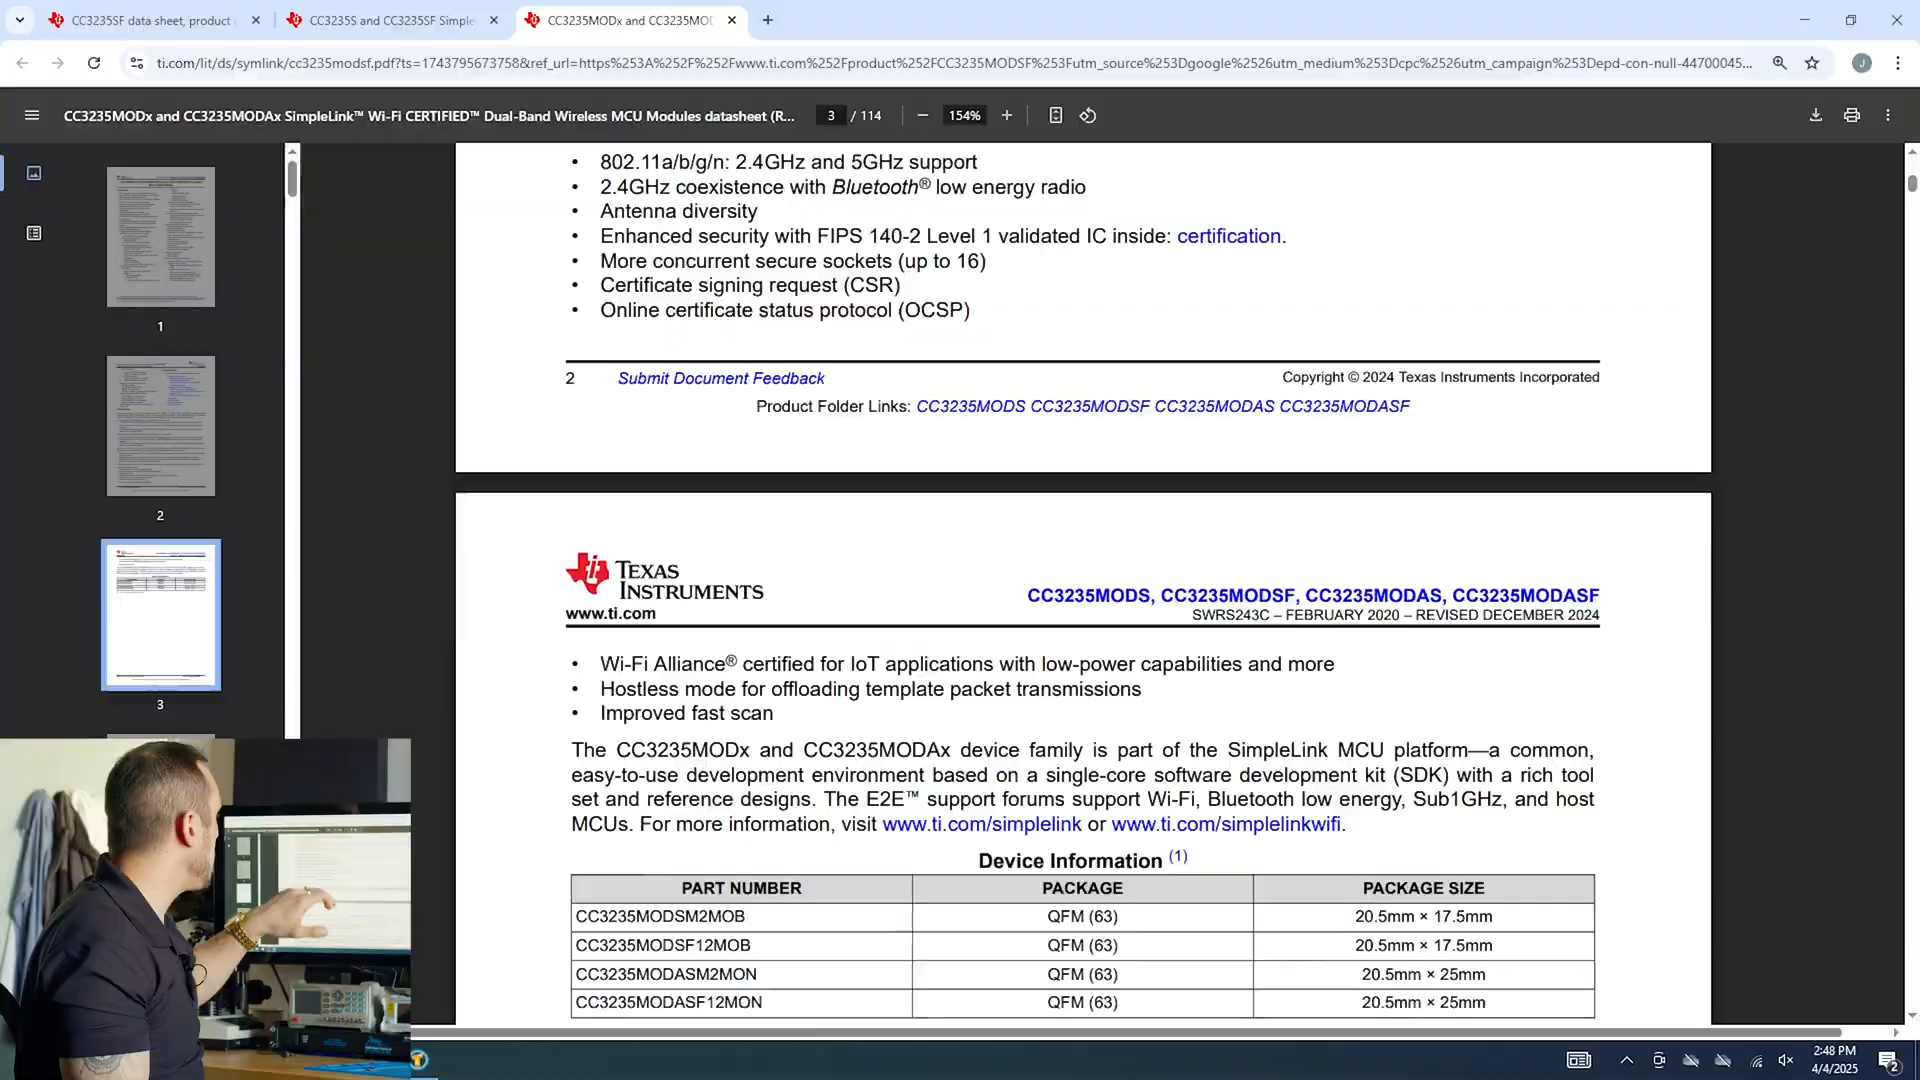 CC3235SF data sheet, product
CC3235S and CC3235SF Simple
CC3235MODx and CC3235MOD
ti.com/lit/ds/symlink/cc3235modsf.pdf?ts=1743795673758&ref_url=https%253A%252F%252Fwww.ti.com%252Fproduct%252FCC3235MODSF%253Futm_source%253Dgoogle%2526utm_medium%253Dcpc%2526utm_campaign%253Depd-con-null-44700045...
J
CC3235MODx and CC3235MODAx SimpleLink™ Wi-Fi CERTIFIED™ Dual-Band Wireless MCU Modules datasheet (R...
3 / 114
154%
1
2
3
• 802.11a/b/g/n: 2.4GHz and 5GHz support
• 2.4GHz coexistence with Bluetooth® low energy radio
• Antenna diversity
• Enhanced security with FIPS 140-2 Level 1 validated IC inside: certification.
• More concurrent secure sockets (up to 16)
• Certificate signing request (CSR)
• Online certificate status protocol (OCSP)
2 Submit Document Feedback
Copyright © 2024 Texas Instruments Incorporated
Product Folder Links: CC3235MODS CC3235MODSF CC3235MODAS CC3235MODASF
TEXAS
INSTRUMENTS
www.ti.com
CC3235MODS, CC3235MODSF, CC3235MODAS, CC3235MODASF
SWRS243C – FEBRUARY 2020 – REVISED DECEMBER 2024
• Wi-Fi Alliance® certified for IoT applications with low-power capabilities and more
• Hostless mode for offloading template packet transmissions
• Improved fast scan
The CC3235MODx and CC3235MODAx device family is part of the SimpleLink MCU platform—a common,
easy-to-use development environment based on a single-core software development kit (SDK) with a rich tool
set and reference designs. The E2E™ support forums support Wi-Fi, Bluetooth low energy, Sub1GHz, and host
MCUs. For more information, visit www.ti.com/simplelink or www.ti.com/simplelinkwifi.
Device Information (1)
PART NUMBER PACKAGE PACKAGE SIZE
CC3235MODSM2MOB QFM (63) 20.5mm × 17.5mm
CC3235MODSF12MOB QFM (63) 20.5mm × 17.5mm
CC3235MODASM2MON QFM (63) 20.5mm × 25mm
CC3235MODASF12MON QFM (63) 20.5mm × 25mm
2:48 PM
4/4/2025
2